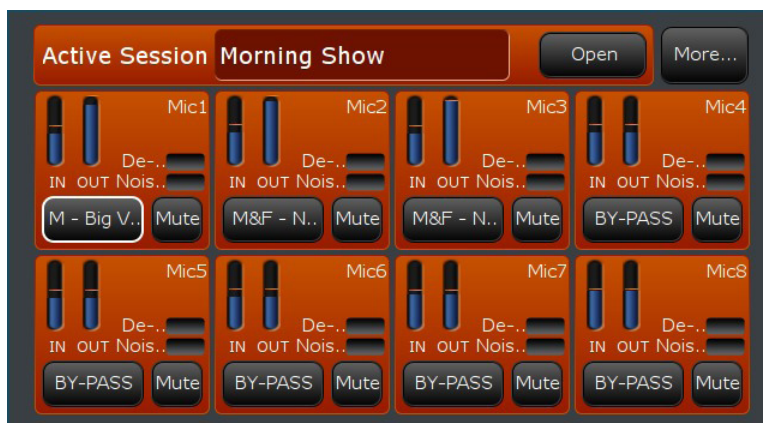 Active Session Morning Show Open More...
Mic1 Mic2 Mic3 Mic4
De-.. De-.. De-.. De-..
IN OUT Nois.. IN OUT Nois.. IN OUT Nois.. IN OUT Nois..
M - Big V.. Mute M&F - N.. Mute M&F - N.. Mute BY-PASS Mute
Mic5 Mic6 Mic7 Mic8
De-.. De-.. De-.. De-..
IN OUT Nois.. IN OUT Nois.. IN OUT Nois.. IN OUT Nois..
BY-PASS Mute BY-PASS Mute BY-PASS Mute BY-PASS Mute